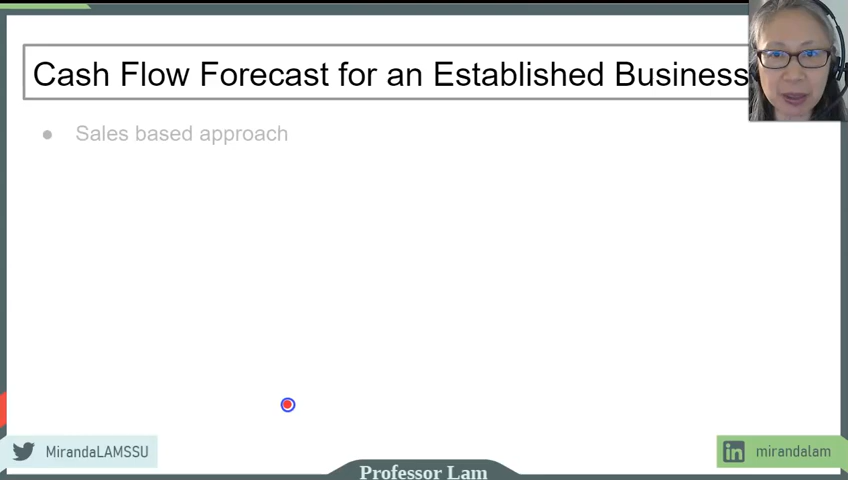 Cash Flow Forecast for an Established Business
● Sales based approach
MirandaLAMSSU
mirandalam
Professor Lam